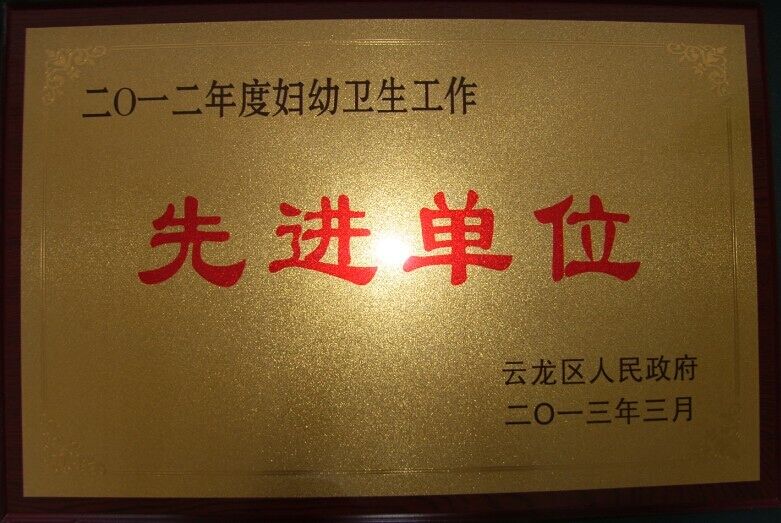 二〇一二年度妇幼卫生工作
先进单位
云龙区人民政府
二〇一三年三月